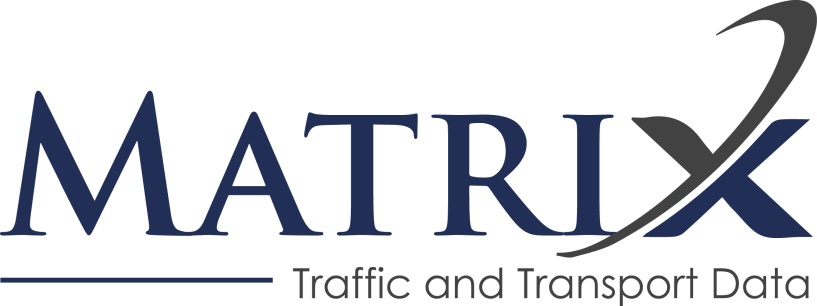 MATRIX
Traffic and Transport Data